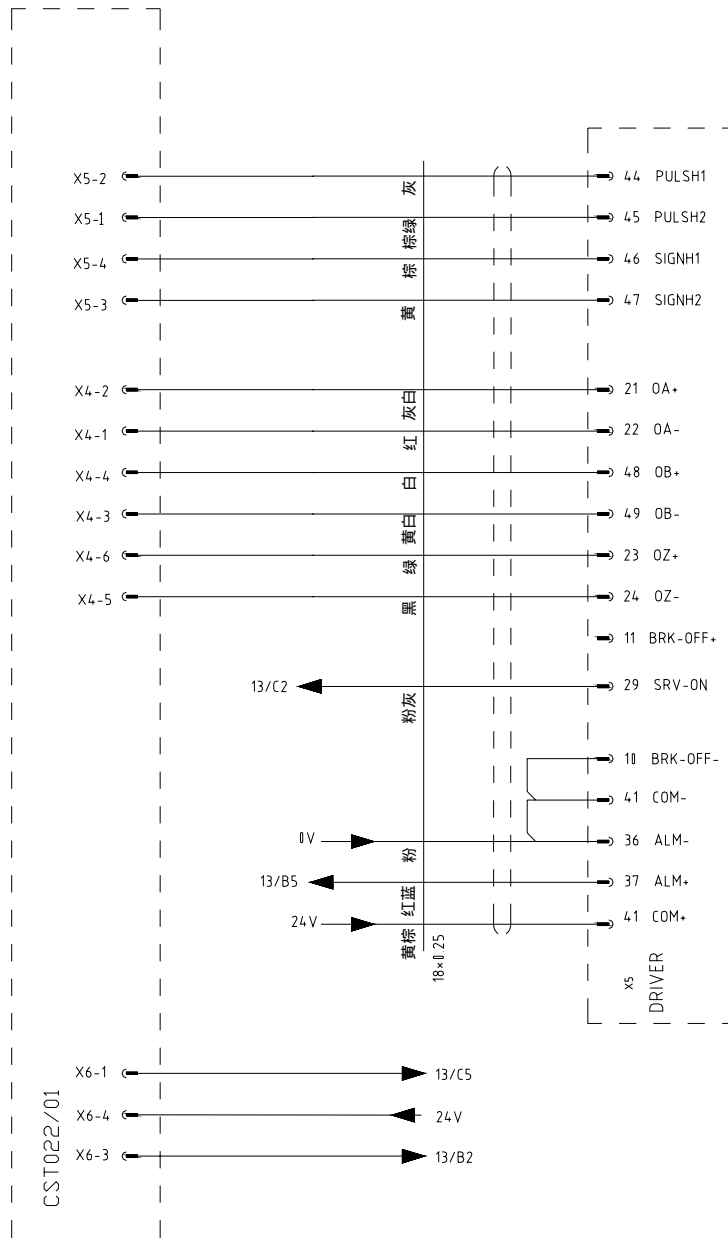 X5-2 灰 44 PULSH1
X5-1 棕绿 45 PULSH2
X5-4 棕 46 SIGNH1
X5-3 黄 47 SIGNH2
X4-2 灰白 21 OA+
X4-1 红 22 OA-
X4-4 白 48 OB+
X4-3 黄白 49 OB-
X4-6 绿 23 OZ+
X4-5 黑 24 OZ-
11 BRK-OFF+
13/C2 粉灰 29 SRV-ON
10 BRK-OFF-
41 COM-
0V 粉 36 ALM-
13/B5 红蓝 37 ALM+
24V 黄棕 41 COM+
18×0.25
X5
DRIVER
X6-1 13/C5
X6-4 24V
X6-3 13/B2
CST022/01